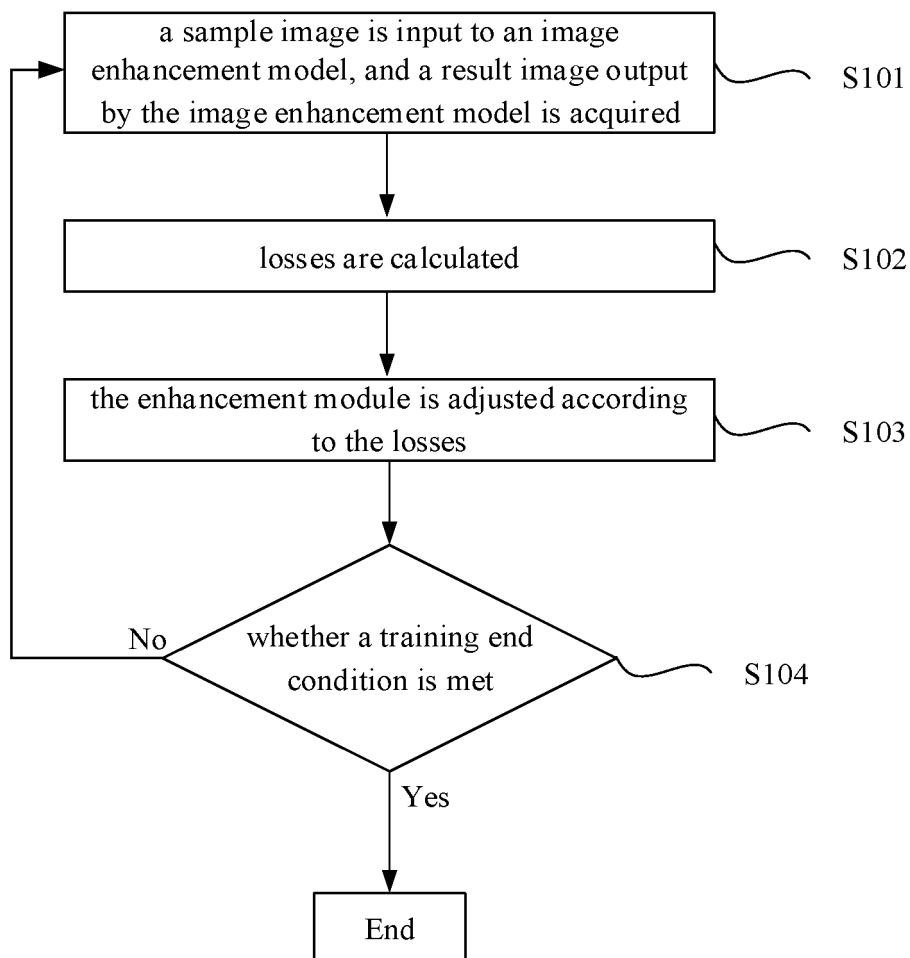 a sample image is input to an image
enhancement model, and a result image output
by the image enhancement model is acquired
S101
losses are calculated
S102
the enhancement module is adjusted according
to the losses
S103
No
whether a training end
condition is met
S104
Yes
End